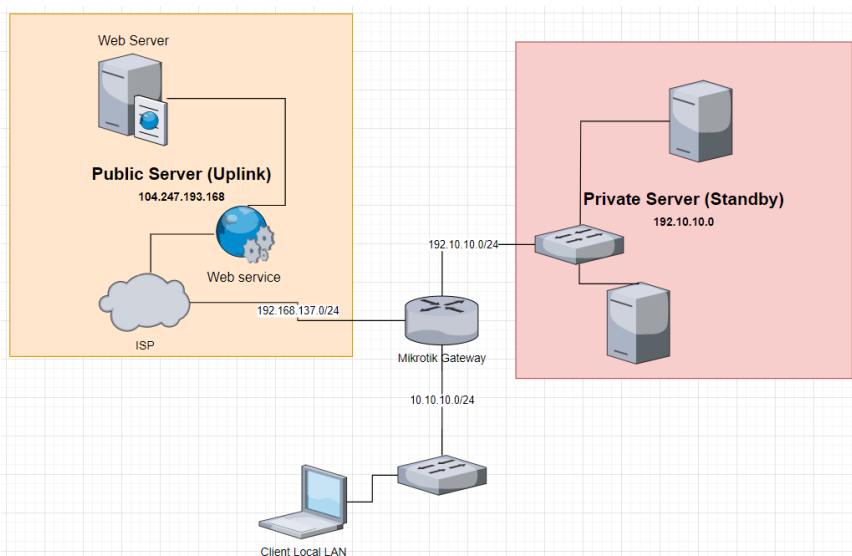 Web Server
Public Server (Uplink)
104.247.193.168
Web service
192.168.137.0/24
ISP
Private Server (Standby)
192.10.10.0
192.10.10.0/24
Mikrotik Gateway
10.10.10.0/24
Client Local LAN